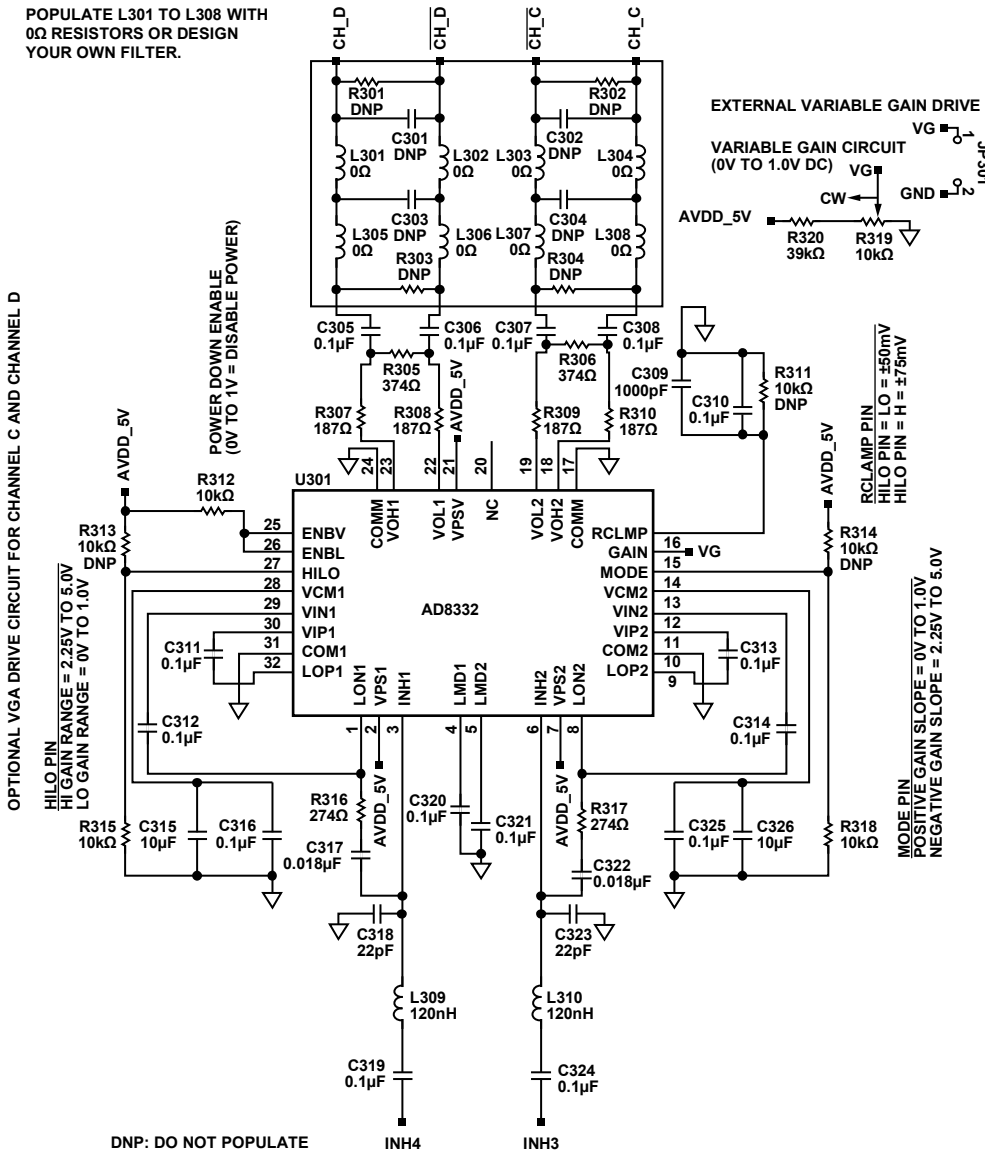 POPULATE L301 TO L308 WITH
0Ω RESISTORS OR DESIGN
YOUR OWN FILTER.
CH_D
CH_D
CH_C
CH_C
R301
DNP
R302
DNP
C301
DNP
C302
DNP
L301
0Ω
L302
0Ω
L303
0Ω
L304
0Ω
C303
DNP
C304
DNP
L305
0Ω
L306
0Ω
L307
0Ω
L308
0Ω
R303
DNP
R304
DNP
EXTERNAL VARIABLE GAIN DRIVE
VG
1
JP301
2
GND
VARIABLE GAIN CIRCUIT
(0V TO 1.0V DC)
VG
CW
AVDD_5V
R320
39kΩ
R319
10kΩ
C305
0.1µF
C306
0.1µF
C307
0.1µF
C308
0.1µF
R305
374Ω
R306
374Ω
R307
187Ω
R308
187Ω
AVDD_5V
R309
187Ω
R310
187Ω
C309
1000pF
C310
0.1µF
R311
10kΩ
DNP
RCLAMP PIN
HILO PIN = LO = ±50mV
HILO PIN = H = ±75mV
POWER DOWN ENABLE
(0V TO 1V = DISABLE POWER)
OPTIONAL VGA DRIVE CIRCUIT FOR CHANNEL C AND CHANNEL D
AVDD_5V
R312
10kΩ
R313
10kΩ
DNP
AVDD_5V
R314
10kΩ
DNP
U301
24
23
22
21
20
19
18
17
COMM
VOH1
VOL1
VPSV
NC
VOL2
VOH2
COMM
25
ENBV
26
ENBL
27
HILO
28
VCM1
29
VIN1
30
VIP1
31
COM1
32
LOP1
AD8332
RCLMP
16
GAIN
VG
15
MODE
14
VCM2
13
VIN2
12
VIP2
11
COM2
10
LOP2
9
LON1
VPS1
INH1
LMD1
LMD2
INH2
VPS2
LON2
1
2
3
4
5
6
7
8
AVDD_5V
AVDD_5V
HILO PIN
HI GAIN RANGE = 2.25V TO 5.0V
LO GAIN RANGE = 0V TO 1.0V
MODE PIN
POSITIVE GAIN SLOPE = 0V TO 1.0V
NEGATIVE GAIN SLOPE = 2.25V TO 5.0V
C311
0.1µF
C312
0.1µF
C313
0.1µF
C314
0.1µF
R315
10kΩ
C315
10µF
C316
0.1µF
R316
274Ω
C317
0.018µF
C320
0.1µF
C321
0.1µF
R317
274Ω
C322
0.018µF
C325
0.1µF
C326
10µF
R318
10kΩ
C318
22pF
C323
22pF
L309
120nH
L310
120nH
C319
0.1µF
C324
0.1µF
DNP: DO NOT POPULATE
INH4
INH3